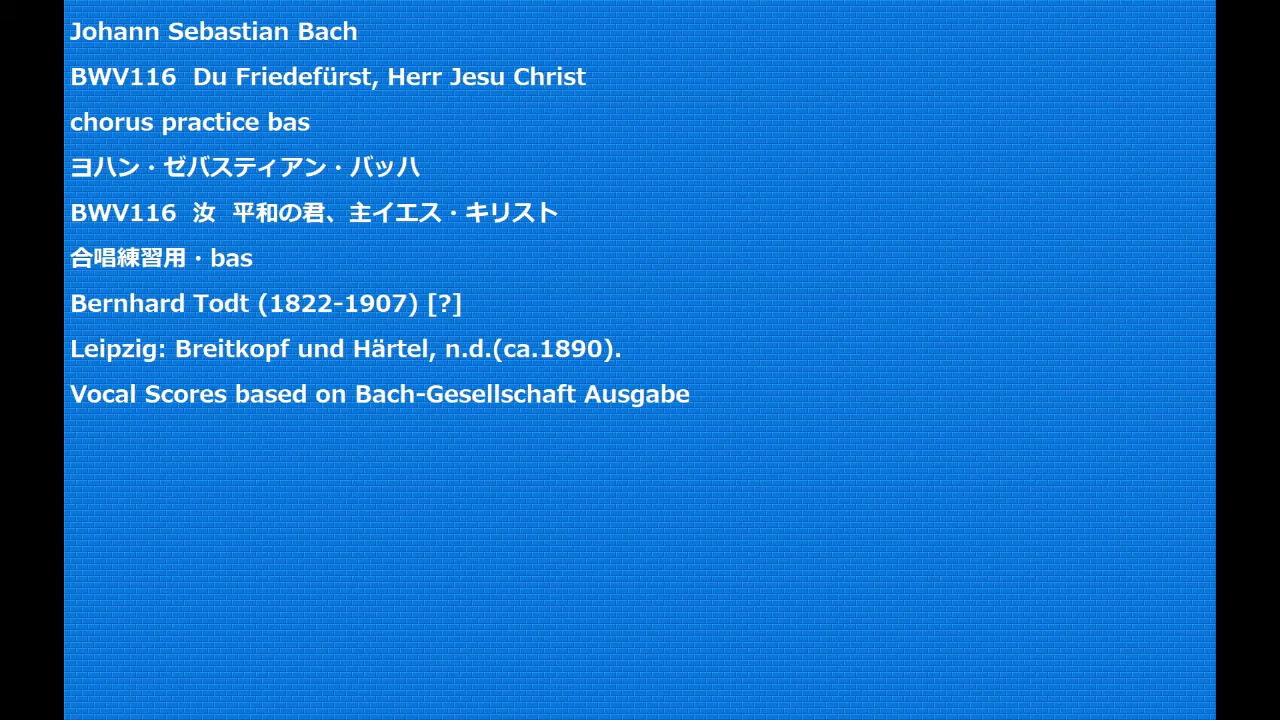 Johann Sebastian Bach
BWV116  Du Friedefürst, Herr Jesu Christ
chorus practice bas
ヨハン・ゼバスティアン・バッハ
BWV116  汝  平和の君、主イエス・キリスト
合唱練習用・bas
Bernhard Todt (1822-1907) [?]
Leipzig: Breitkopf und Härtel, n.d.(ca.1890).
Vocal Scores based on Bach-Gesellschaft Ausgabe